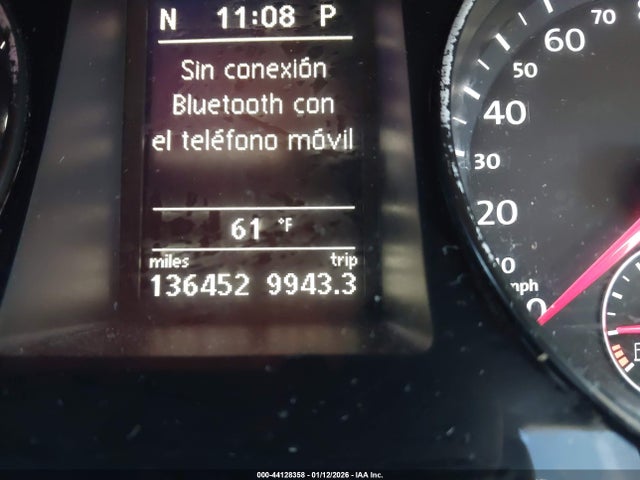 N 11:08 P
Sin conexión
Bluetooth con
el teléfono móvil
61 °F
miles trip
136452 9943.3
70
60
50
40
30
20
mph
000-44128358 - 01/12/2026 - IAA Inc.